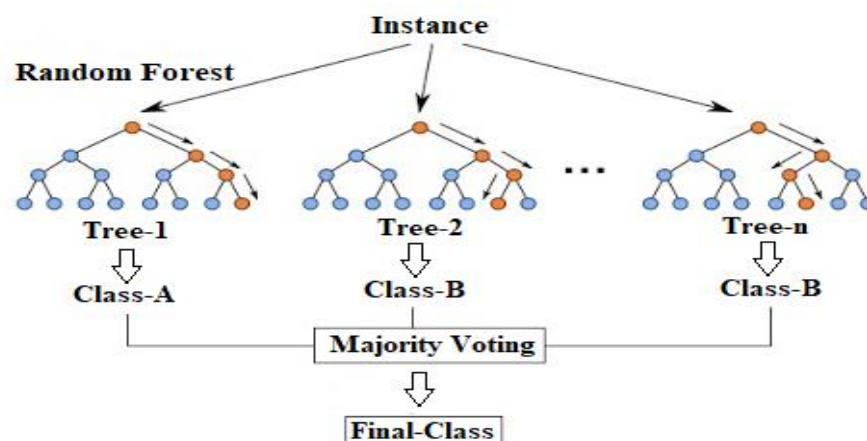 Instance
Random Forest
...
Tree-1
Tree-2
Tree-n
Class-A
Class-B
Class-B
Majority Voting
Final-Class